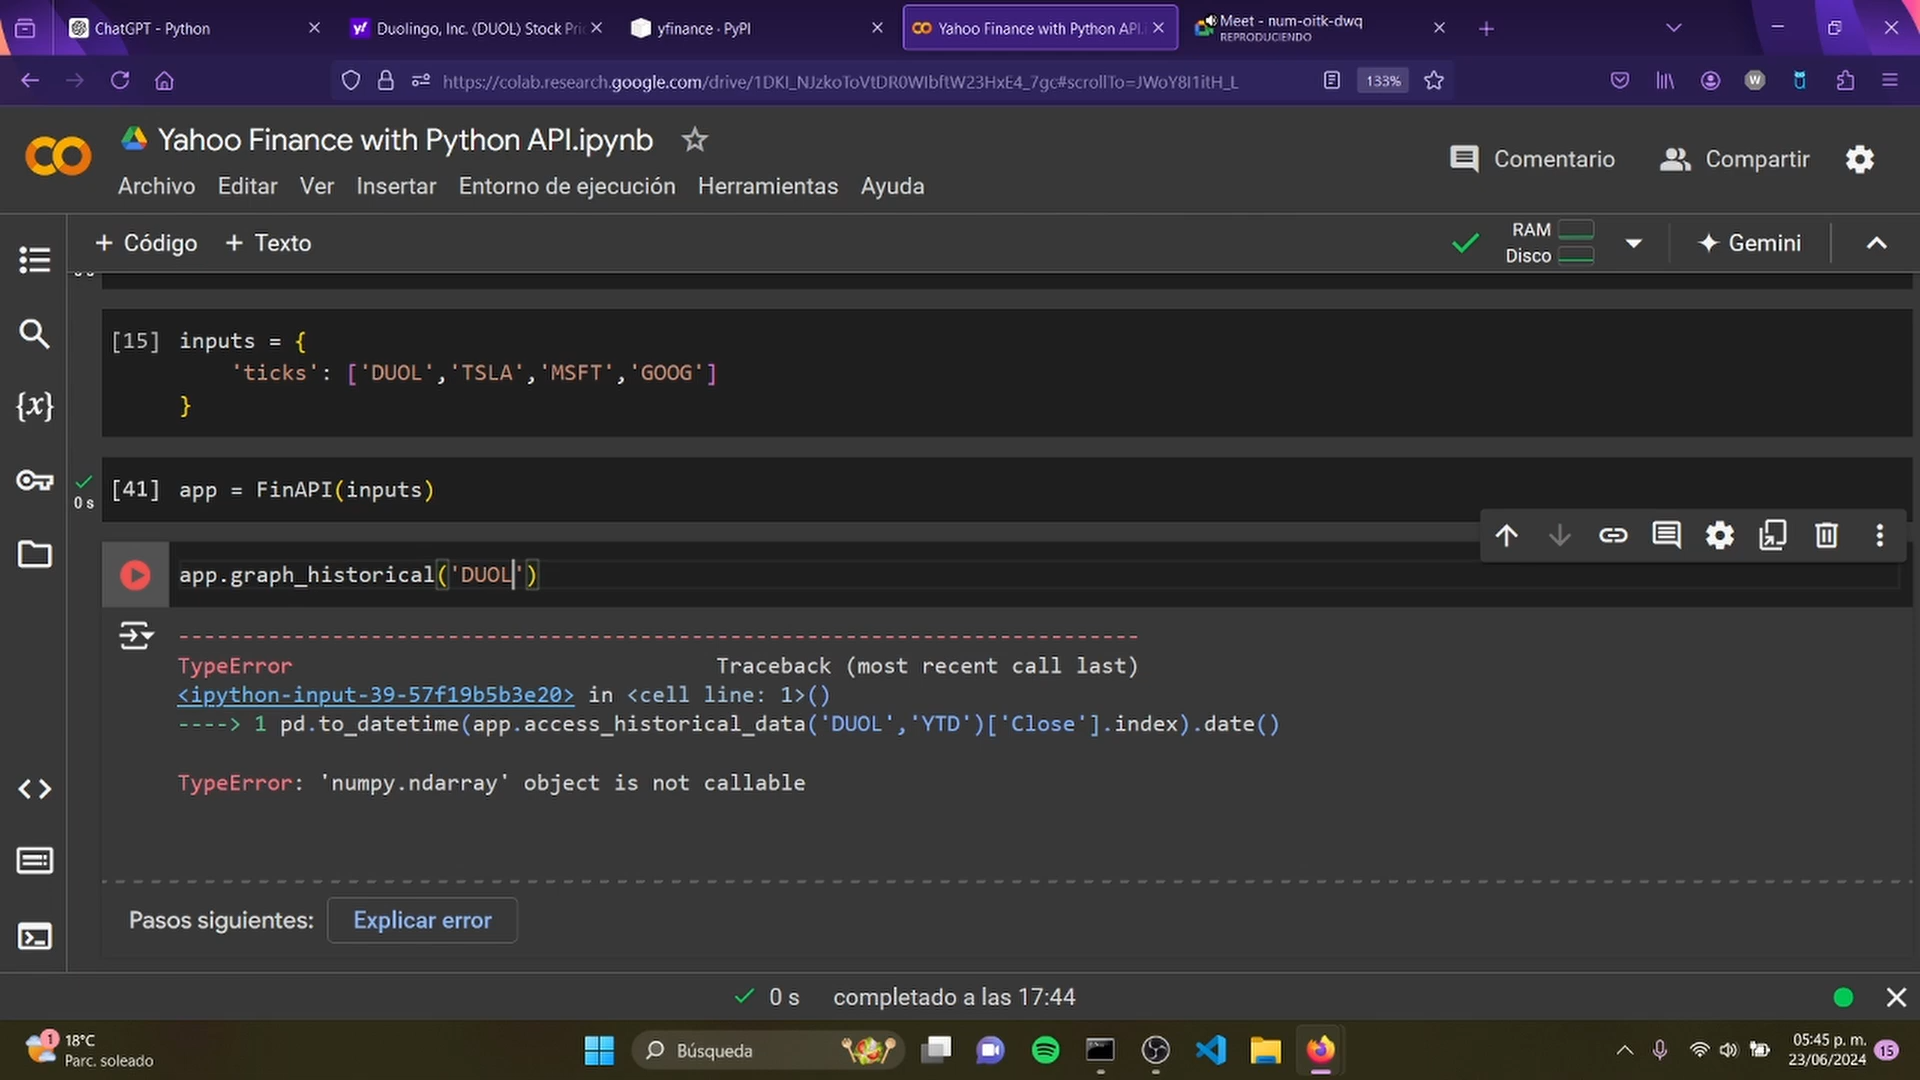 ChatGPT - Python
Duolingo, Inc. (DUOL) Stock Pri
yfinance · PyPI
Yahoo Finance with Python API.i
Meet - num-oitk-dwq
REPRODUCIENDO
https://colab.research.google.com/drive/1DKI_NJzkoToVtDR0WIbftW23HxE4_7gc#scrollTo=JWoY8I1itH_L
133%
Yahoo Finance with Python API.ipynb
Comentario
Compartir
Archivo
Editar
Ver
Insertar
Entorno de ejecución
Herramientas
Ayuda
+ Código
+ Texto
RAM
Disco
Gemini
[15] inputs = {
'ticks': ['DUOL','TSLA','MSFT','GOOG']
}
{x}
0 s
[41] app = FinAPI(inputs)
app.graph_historical('DUOL')
---------------------------------------------------------------------------
TypeError Traceback (most recent call last)
<ipython-input-39-57f19b5b3e20> in <cell line: 1>()
----> 1 pd.to_datetime(app.access_historical_data('DUOL','YTD')['Close'].index).date()
TypeError: 'numpy.ndarray' object is not callable
Pasos siguientes:
Explicar error
0 s completado a las 17:44
1
18°C
Parc. soleado
Búsqueda
05:45 p. m.
23/06/2024
15